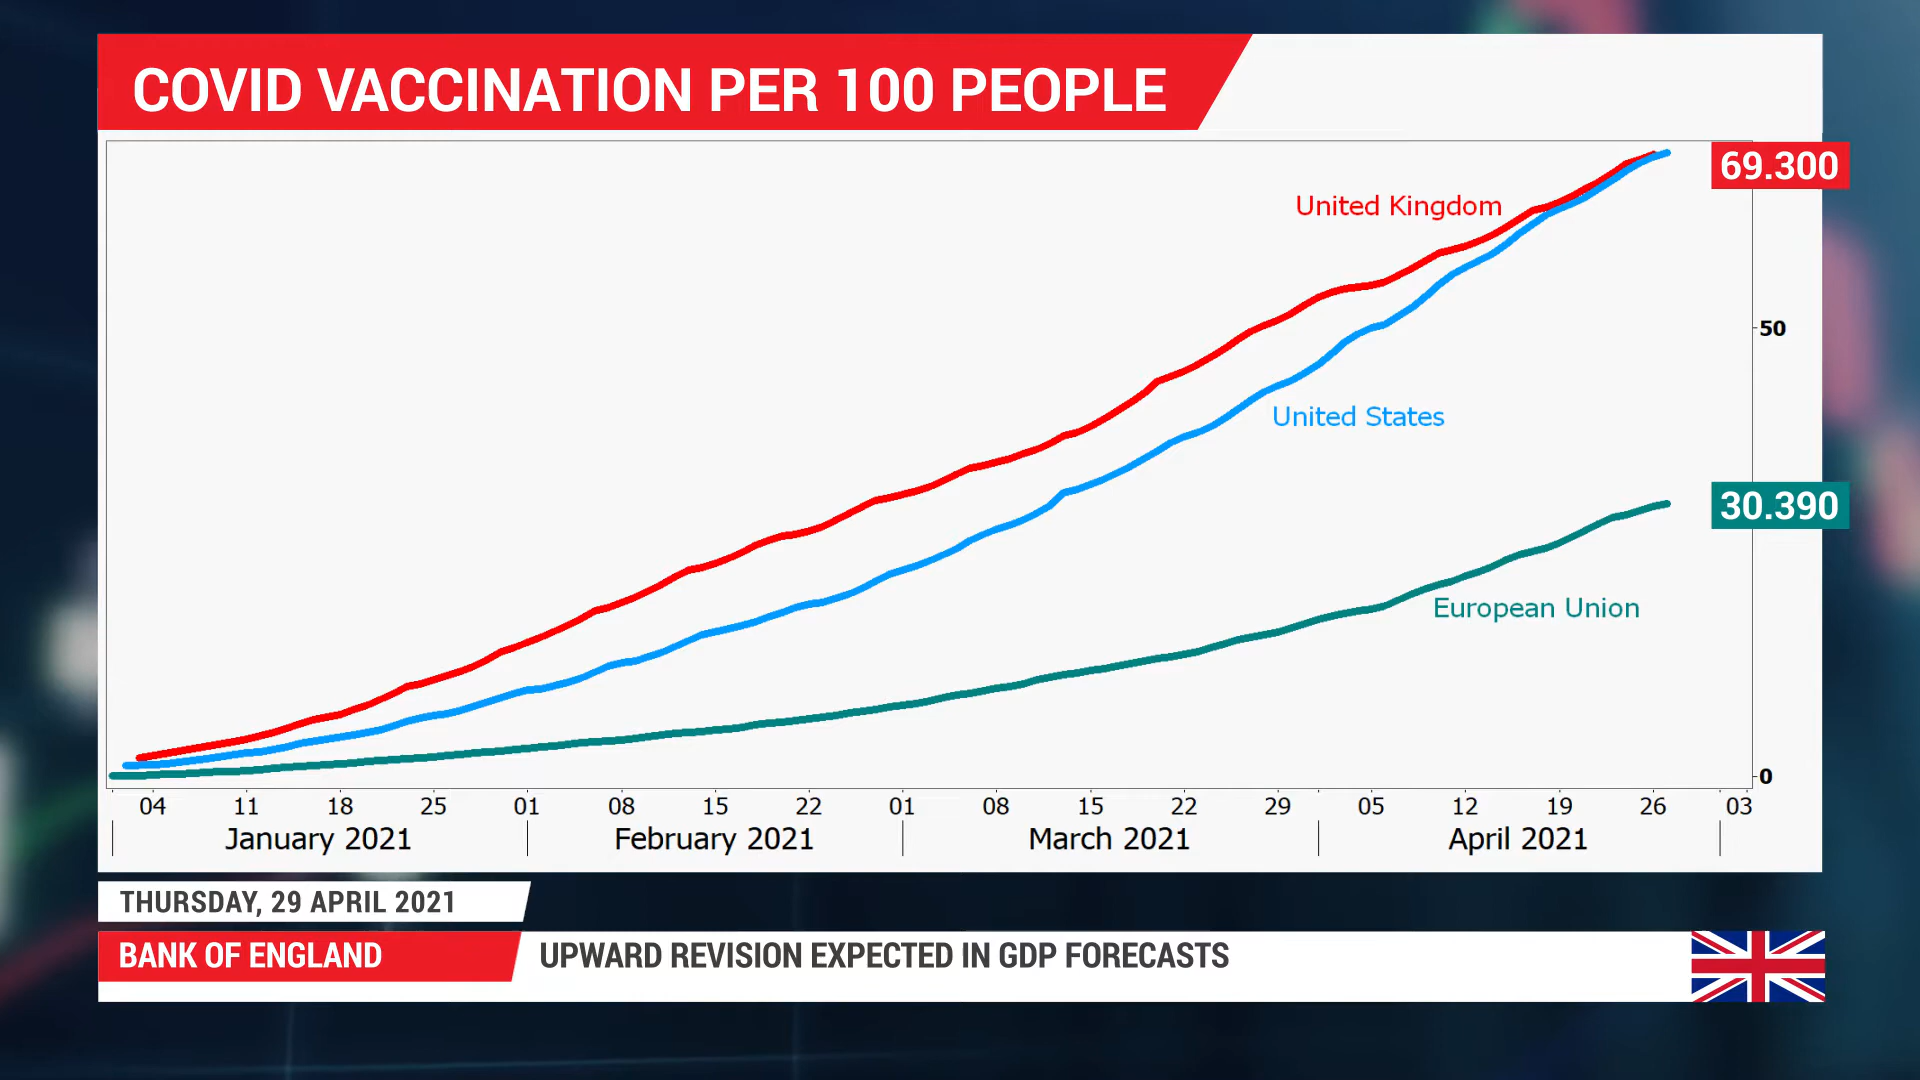 COVID VACCINATION PER 100 PEOPLE
69.300
United Kingdom
50
United States
30.390
European Union
0
04 11 18 25 01 08 15 22 01 08 15 22 29 05 12 19 26 03
January 2021 February 2021 March 2021 April 2021
THURSDAY, 29 APRIL 2021
BANK OF ENGLAND UPWARD REVISION EXPECTED IN GDP FORECASTS